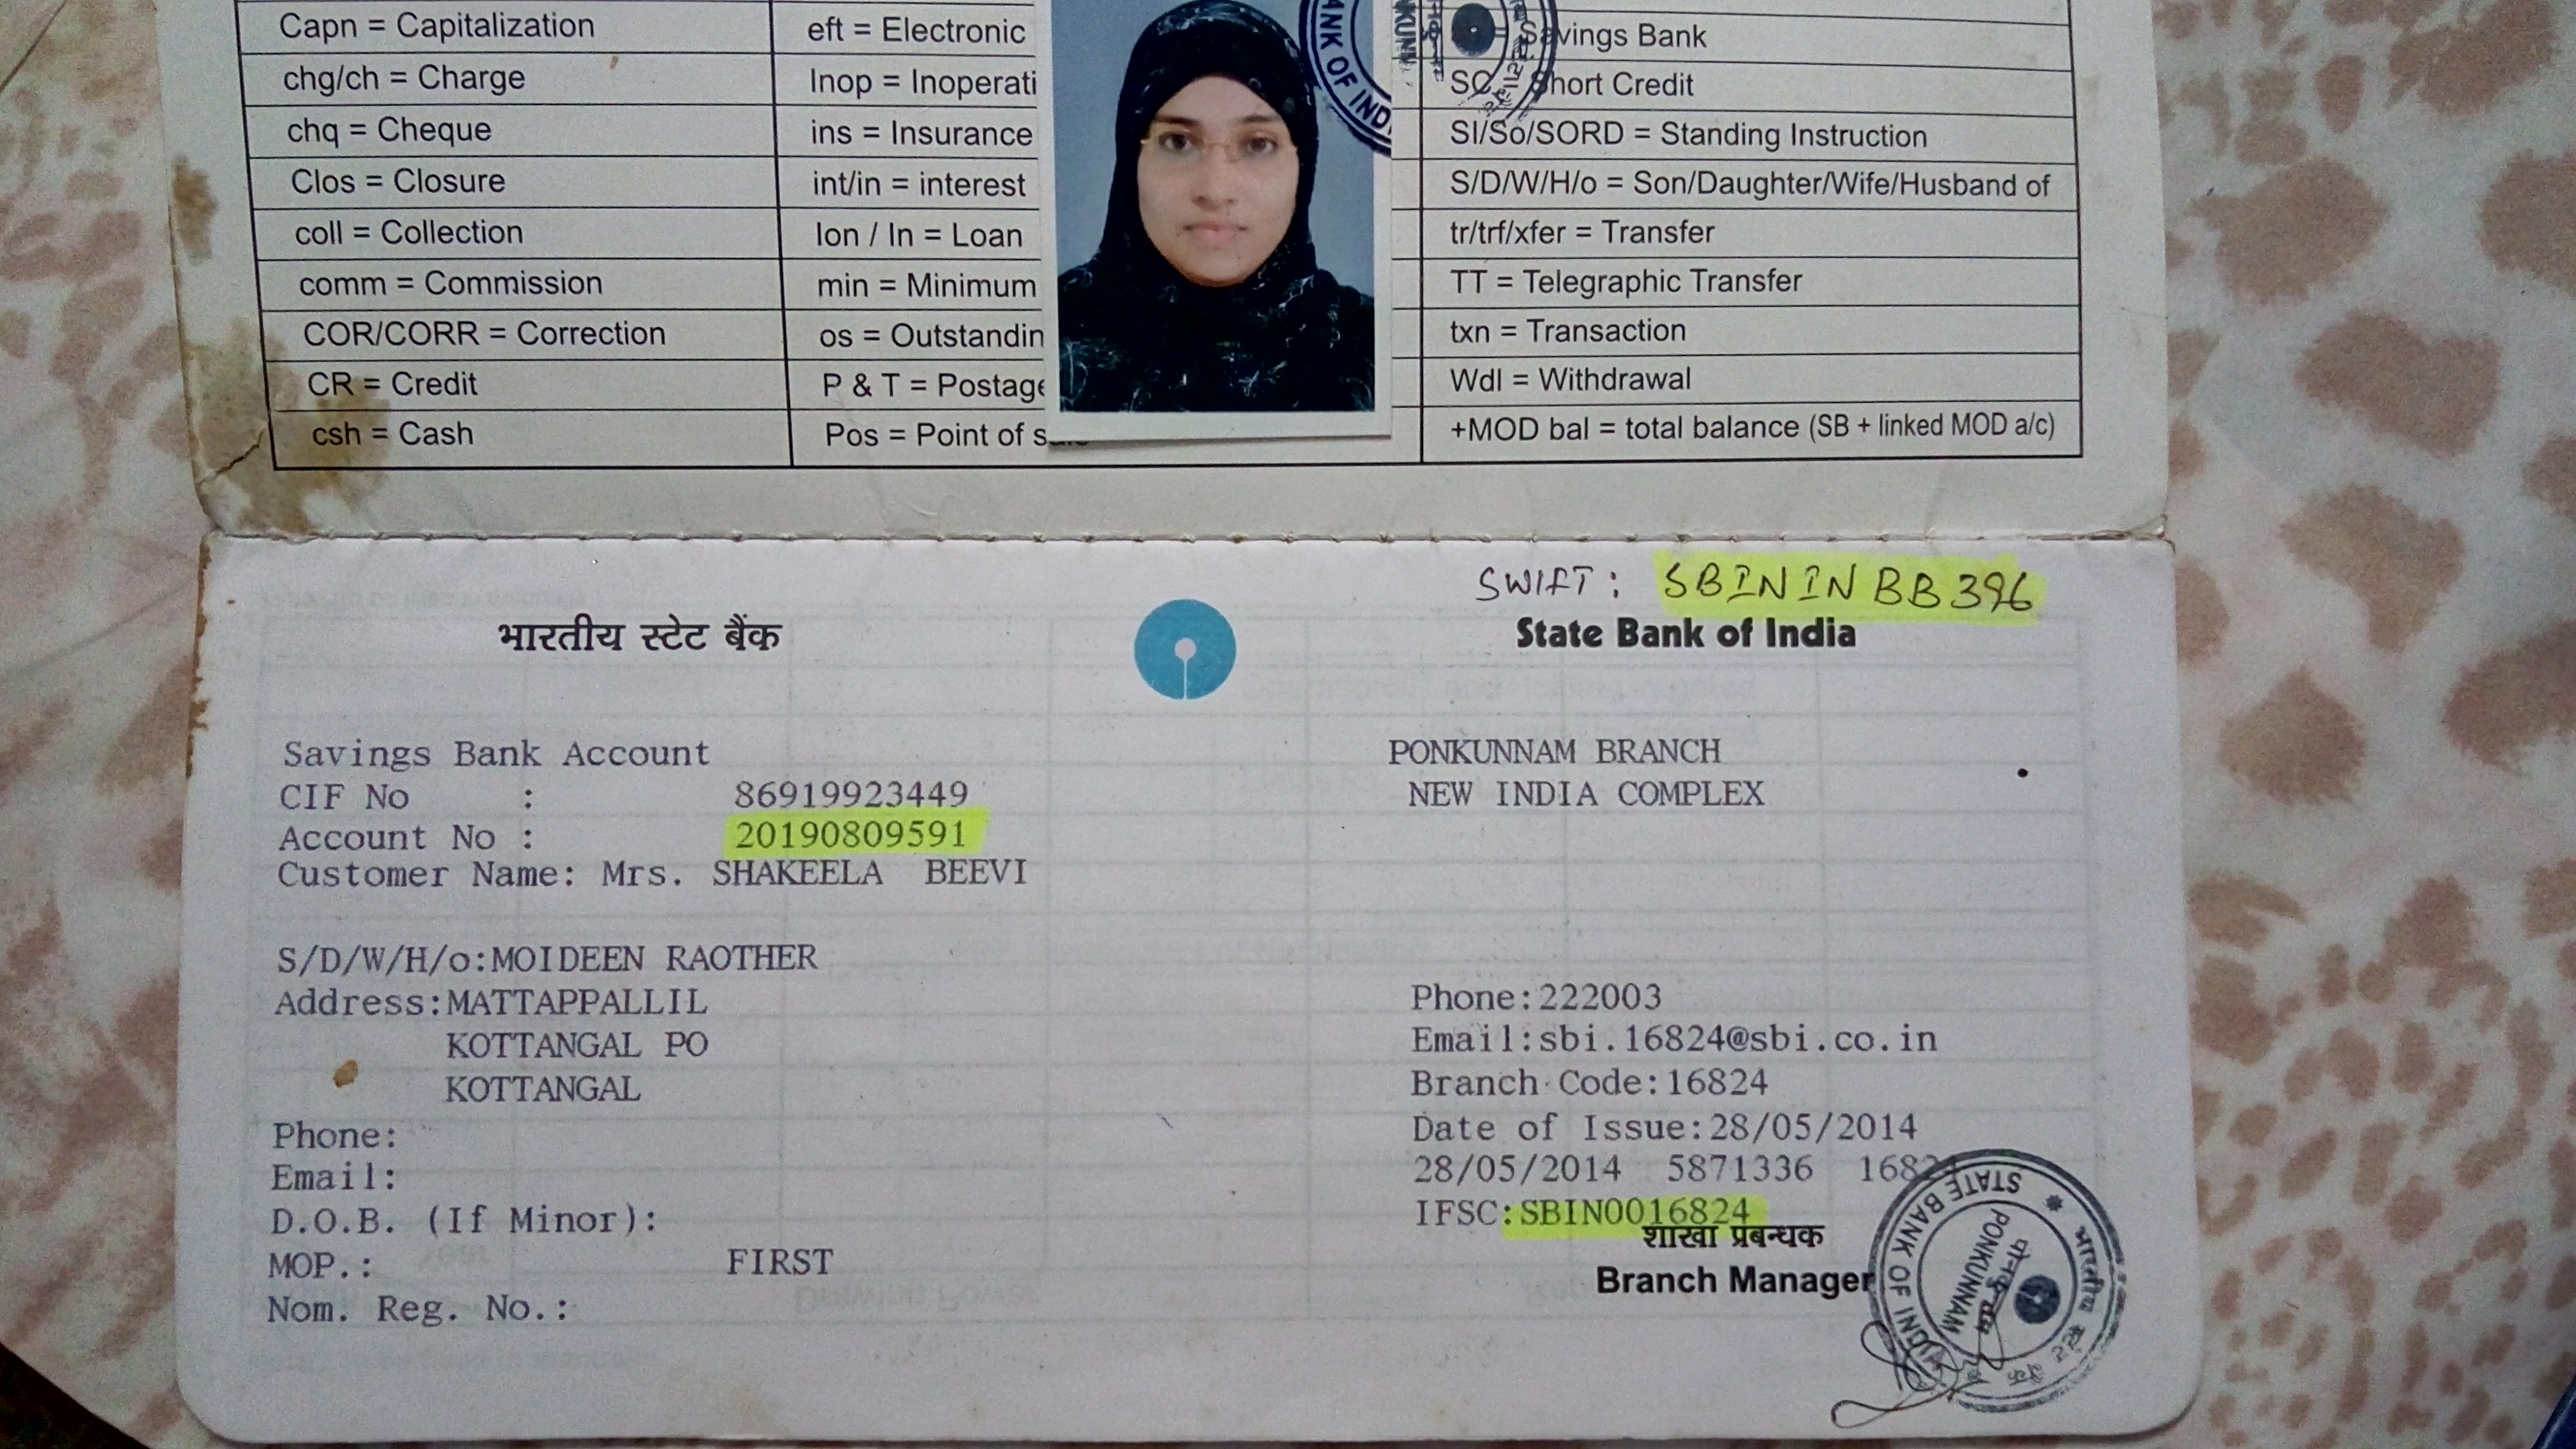 Capn = Capitalization
eft = Electronic
Savings Bank
chg/ch = Charge
Inop = Inoperati
SC Short Credit
chq = Cheque
ins = Insurance
SI/So/SORD = Standing Instruction
Clos = Closure
int/in = interest
S/D/W/H/o = Son/Daughter/Wife/Husband of
coll = Collection
lon / ln = Loan
tr/trf/xfer = Transfer
comm = Commission
min = Minimum
TT = Telegraphic Transfer
COR/CORR = Correction
os = Outstandin
txn = Transaction
CR = Credit
P & T = Postage
Wdl = Withdrawal
csh = Cash
Pos = Point of
+MOD bal = total balance (SB + linked MOD a/c)
ANK OF IND
SWIFT: SBININBB396
भारतीय स्टेट बैंक
State Bank of India
Savings Bank Account
CIF No : 86919923449
Account No : 20190809591
Customer Name: Mrs. SHAKEELA BEEVI
S/D/W/H/o:MOIDEEN RAOTHER
Address:MATTAPPALLIL
KOTTANGAL PO
KOTTANGAL
Phone:
Email:
D.O.B. (If Minor):
MOP.: FIRST
Nom. Reg. No.:
PONKUNNAM BRANCH
NEW INDIA COMPLEX
Phone:222003
Email:sbi.16824@sbi.co.in
Branch Code:16824
Date of Issue:28/05/2014
28/05/2014 5871336 16824
IFSC:SBIN0016824
शाखा प्रबन्धक
Branch Manager
STATE BANK OF INDIA
PONKUNNAM
भारतीय स्टेट